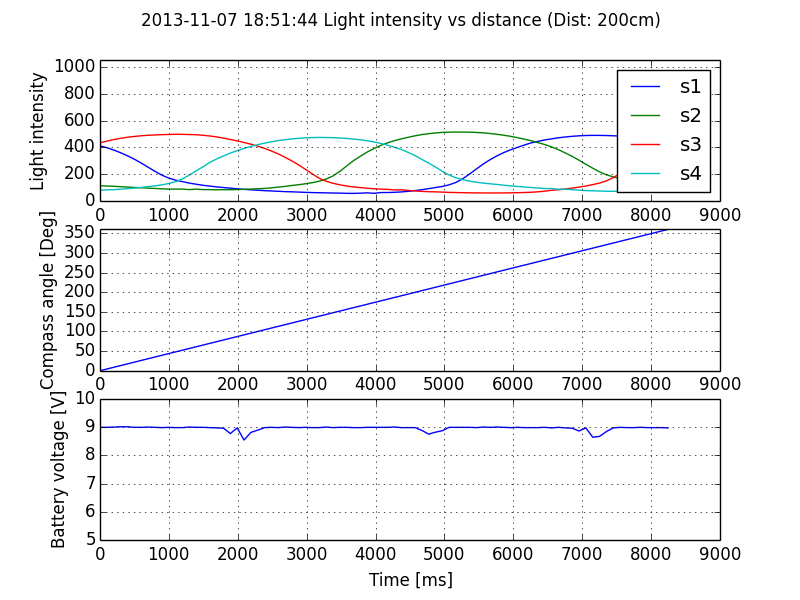 2013-11-07 18:51:44 Light intensity vs distance (Dist: 200cm)
Light intensity
1000
800
600
400
200
0
s1
s2
s3
s4
0 1000 2000 3000 4000 5000 6000 7000 8000 9000
Compass angle [Deg]
350
300
250
200
150
100
50
0
0 1000 2000 3000 4000 5000 6000 7000 8000 9000
Battery voltage [V]
10
9
8
7
6
5
0 1000 2000 3000 4000 5000 6000 7000 8000 9000
Time [ms]